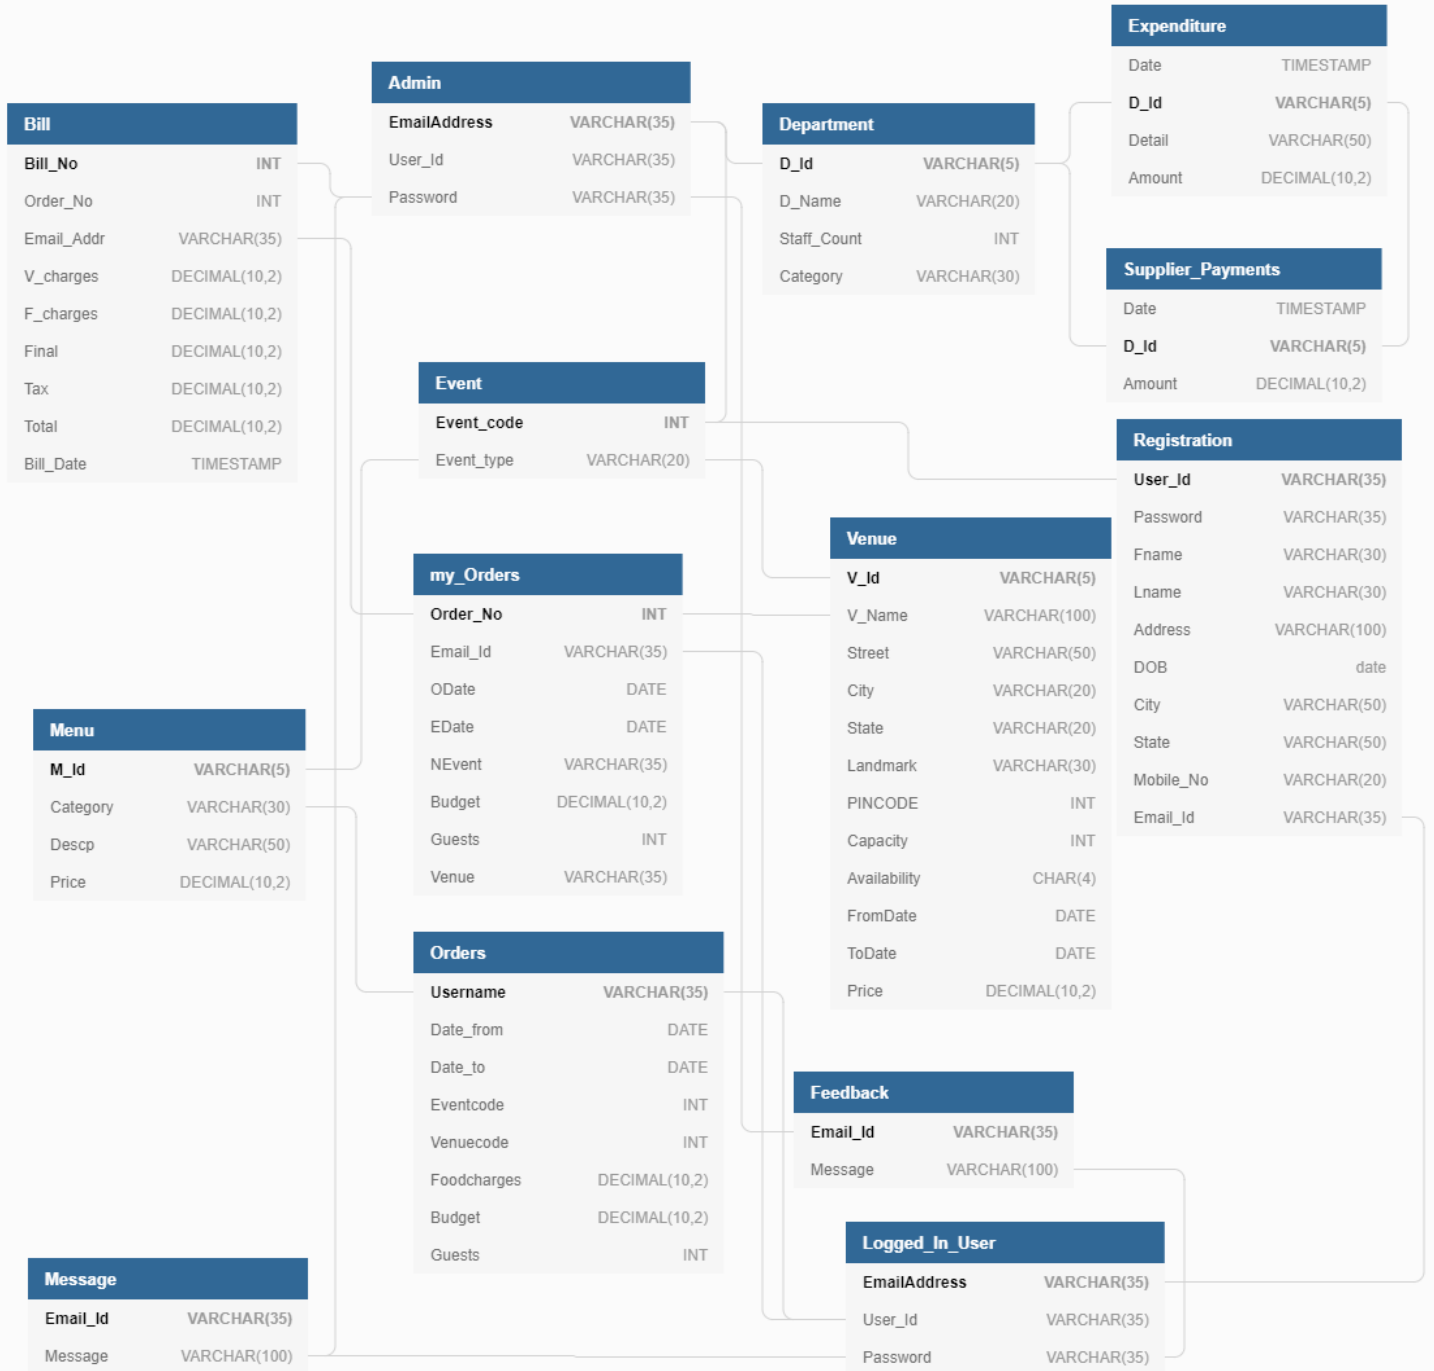 Expenditure
Date TIMESTAMP
D_Id VARCHAR(5)
Detail VARCHAR(50)
Amount DECIMAL(10,2)
Admin
EmailAddress VARCHAR(35)
User_Id VARCHAR(35)
Password VARCHAR(35)
Bill
Bill_No INT
Order_No INT
Email_Addr VARCHAR(35)
V_charges DECIMAL(10,2)
F_charges DECIMAL(10,2)
Final DECIMAL(10,2)
Tax DECIMAL(10,2)
Total DECIMAL(10,2)
Bill_Date TIMESTAMP
Department
D_Id VARCHAR(5)
D_Name VARCHAR(20)
Staff_Count INT
Category VARCHAR(30)
Supplier_Payments
Date TIMESTAMP
D_Id VARCHAR(5)
Amount DECIMAL(10,2)
Event
Event_code INT
Event_type VARCHAR(20)
Registration
User_Id VARCHAR(35)
Password VARCHAR(35)
Fname VARCHAR(30)
Lname VARCHAR(30)
Address VARCHAR(100)
DOB date
City VARCHAR(50)
State VARCHAR(50)
Mobile_No VARCHAR(20)
Email_Id VARCHAR(35)
Venue
V_Id VARCHAR(5)
V_Name VARCHAR(100)
Street VARCHAR(50)
City VARCHAR(20)
State VARCHAR(20)
Landmark VARCHAR(30)
PINCODE INT
Capacity INT
Availability CHAR(4)
FromDate DATE
ToDate DATE
Price DECIMAL(10,2)
my_Orders
Order_No INT
Email_Id VARCHAR(35)
ODate DATE
EDate DATE
NEvent VARCHAR(35)
Budget DECIMAL(10,2)
Guests INT
Venue VARCHAR(35)
Menu
M_Id VARCHAR(5)
Category VARCHAR(30)
Descp VARCHAR(50)
Price DECIMAL(10,2)
Orders
Username VARCHAR(35)
Date_from DATE
Date_to DATE
Eventcode INT
Venuecode INT
Foodcharges DECIMAL(10,2)
Budget DECIMAL(10,2)
Guests INT
Feedback
Email_Id VARCHAR(35)
Message VARCHAR(100)
Logged_In_User
EmailAddress VARCHAR(35)
User_Id VARCHAR(35)
Password VARCHAR(35)
Message
Email_Id VARCHAR(35)
Message VARCHAR(100)